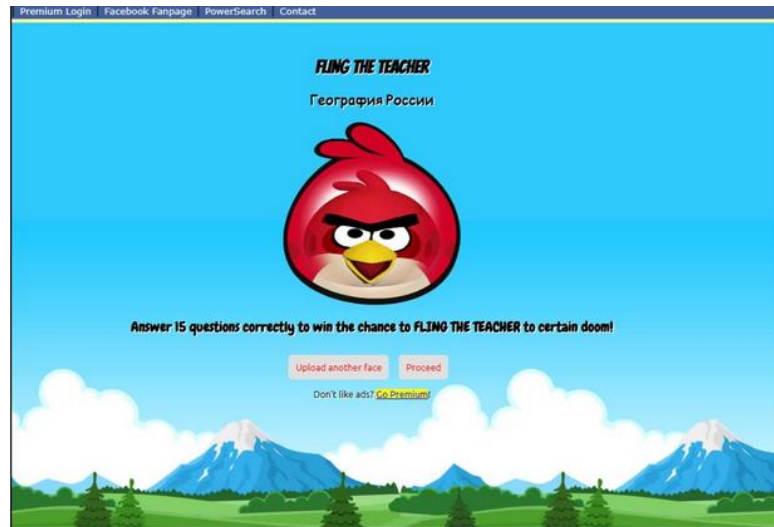 Premium Login Facebook Fanpage PowerSearch Contact
FLING THE TEACHER
География России
Answer 15 questions correctly to win the chance to FLING THE TEACHER to certain doom!
Upload another face Proceed
Don't like ads? Go Premium!